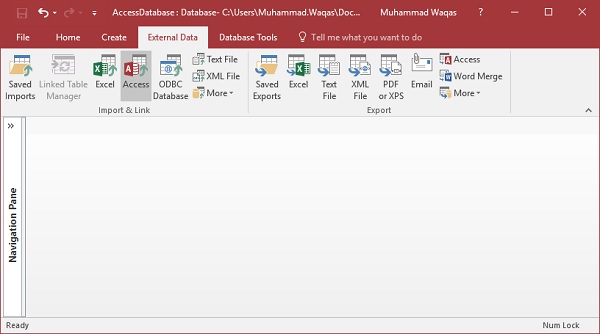 AccessDatabase : Database- C:\Users\Muhammad.Waqas\Doc... Muhammad Waqas ?
File Home Create External Data Database Tools Tell me what you want to do
Saved Imports
Linked Table Manager
Excel
Access
ODBC Database
Text File
XML File
More
Import & Link
Saved Exports
Excel
Text File
XML File
PDF or XPS
Email
Access
Word Merge
More
Export
Navigation Pane
Ready Num Lock